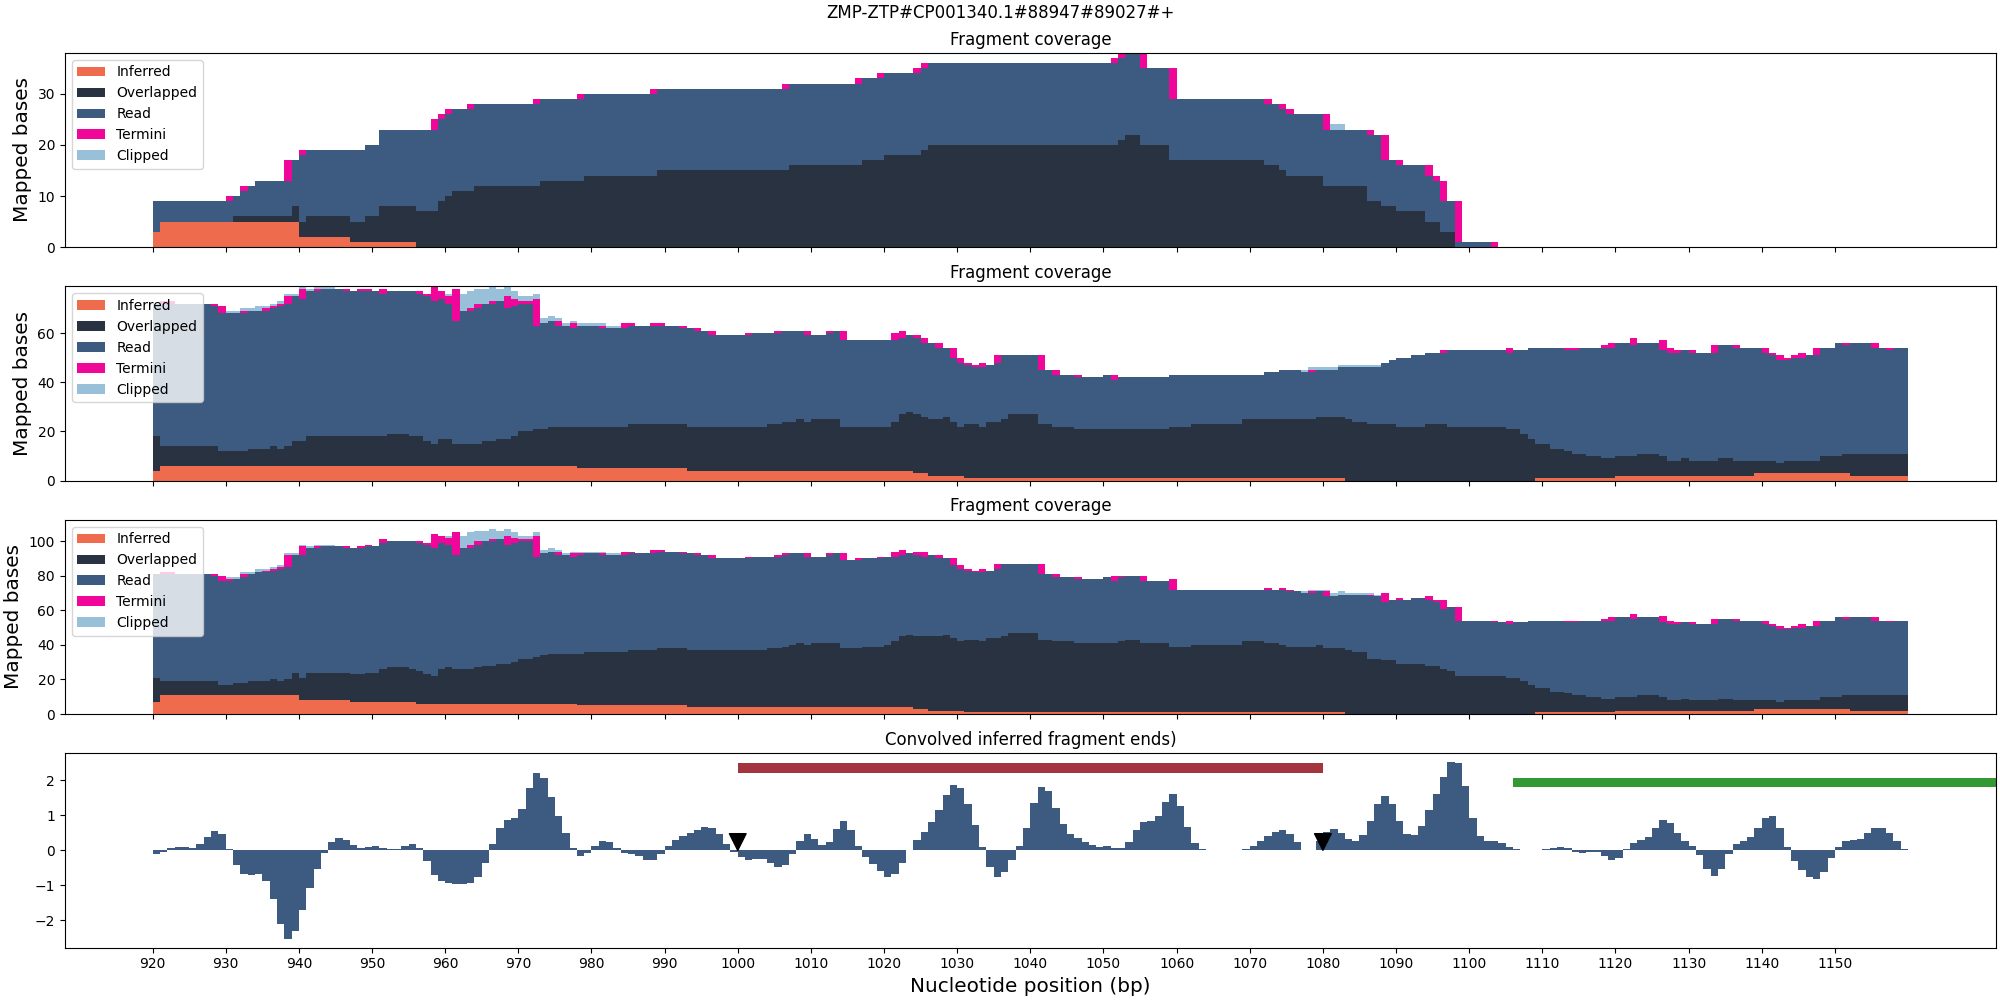 ZMP-ZTP#CP001340.1#88947#89027#+
Fragment coverage
Mapped bases
30
20
10
0
Inferred
Overlapped
Read
Termini
Clipped
Fragment coverage
Mapped bases
60
40
20
0
Inferred
Overlapped
Read
Termini
Clipped
Fragment coverage
Mapped bases
100
80
60
40
20
0
Inferred
Overlapped
Read
Termini
Clipped
Convolved inferred fragment ends)
2
1
0
−1
−2
920 930 940 950 960 970 980 990 1000 1010 1020 1030 1040 1050 1060 1070 1080 1090 1100 1110 1120 1130 1140 1150
Nucleotide position (bp)